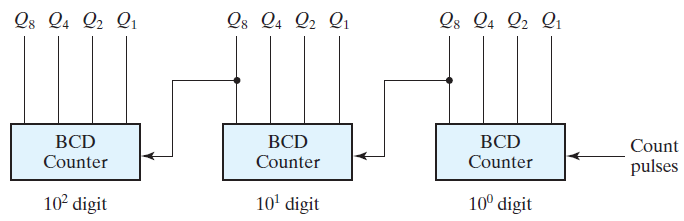 Q₈ Q₄ Q₂ Q₁ Q₈ Q₄ Q₂ Q₁ Q₈ Q₄ Q₂ Q₁
BCD
Counter
BCD
Counter
BCD
Counter
Count
pulses
10² digit
10¹ digit
10⁰ digit